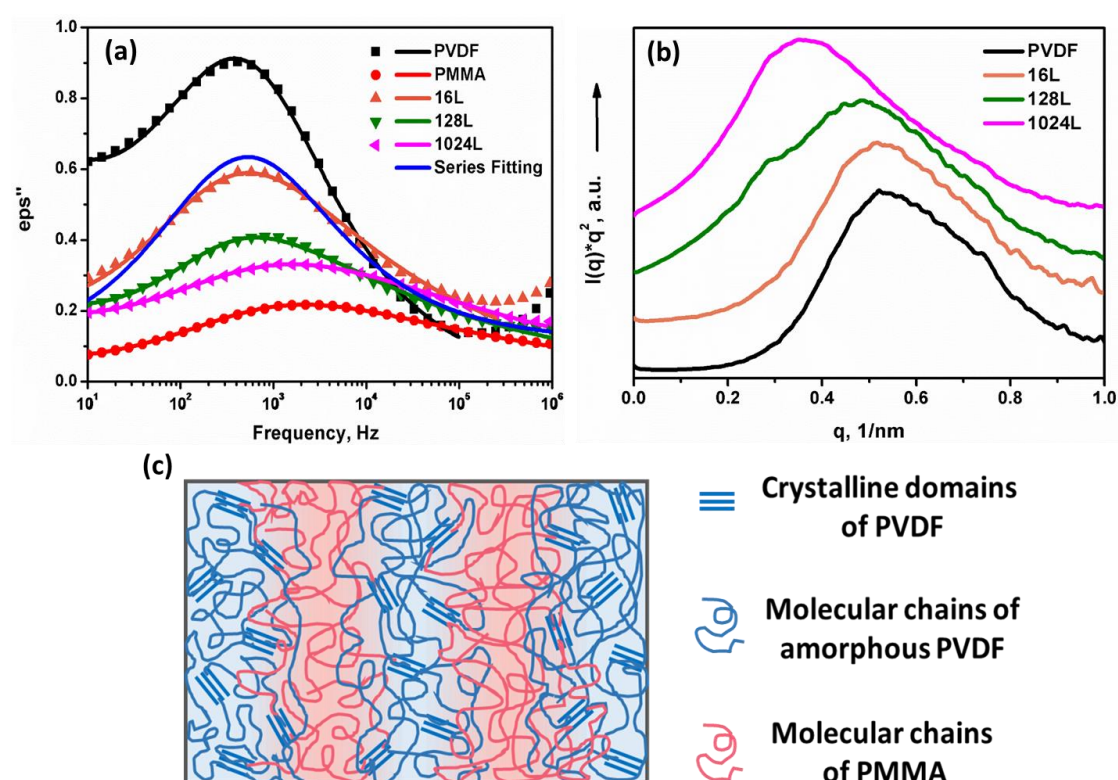 (a)
1.0
0.8
0.6
0.4
0.2
0.0
eps"
10^1 10^2 10^3 10^4 10^5 10^6
Frequency, Hz
PVDF
PMMA
16L
128L
1024L
Series Fitting
(b)
I(q)*q^2, a.u.
PVDF
16L
128L
1024L
0.0 0.2 0.4 0.6 0.8 1.0
q, 1/nm
(c)
Crystalline domains
of PVDF
Molecular chains of
amorphous PVDF
Molecular chains
of PMMA